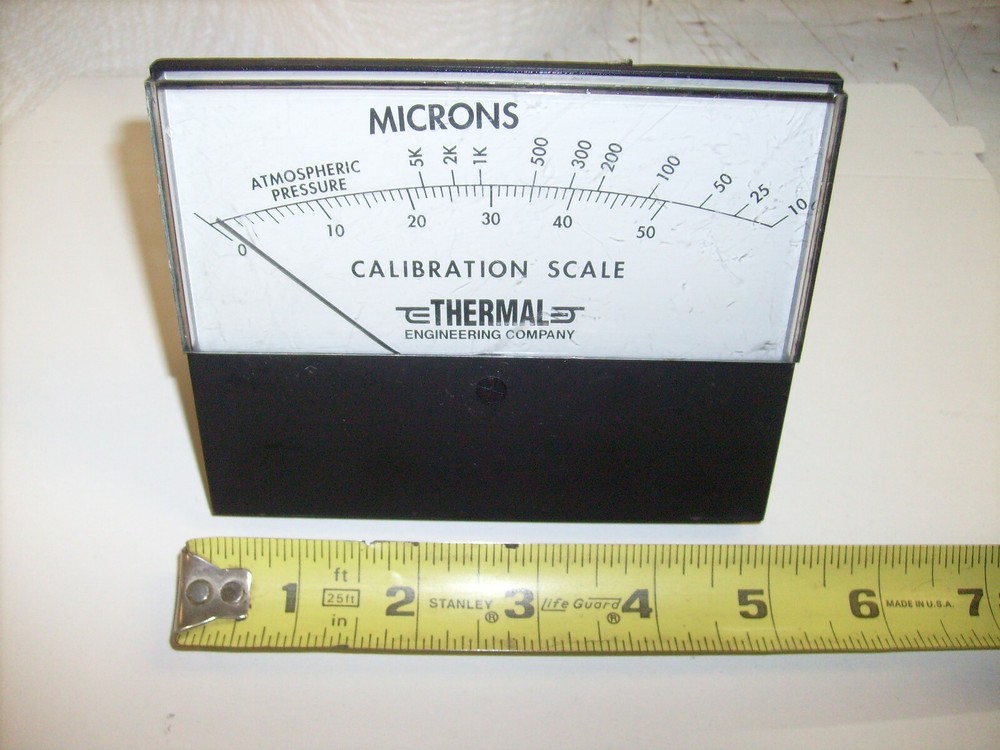 MICRONS
ATMOSPHERIC
PRESSURE
5K 2K 1K 500 300 200 100 50 25 10
0 10 20 30 40 50
CALIBRATION SCALE
THERMAL
ENGINEERING COMPANY
1 ft 25ft in 2 STANLEY® 3 Life Guard® 4 5 6 MADE IN U.S.A. 7